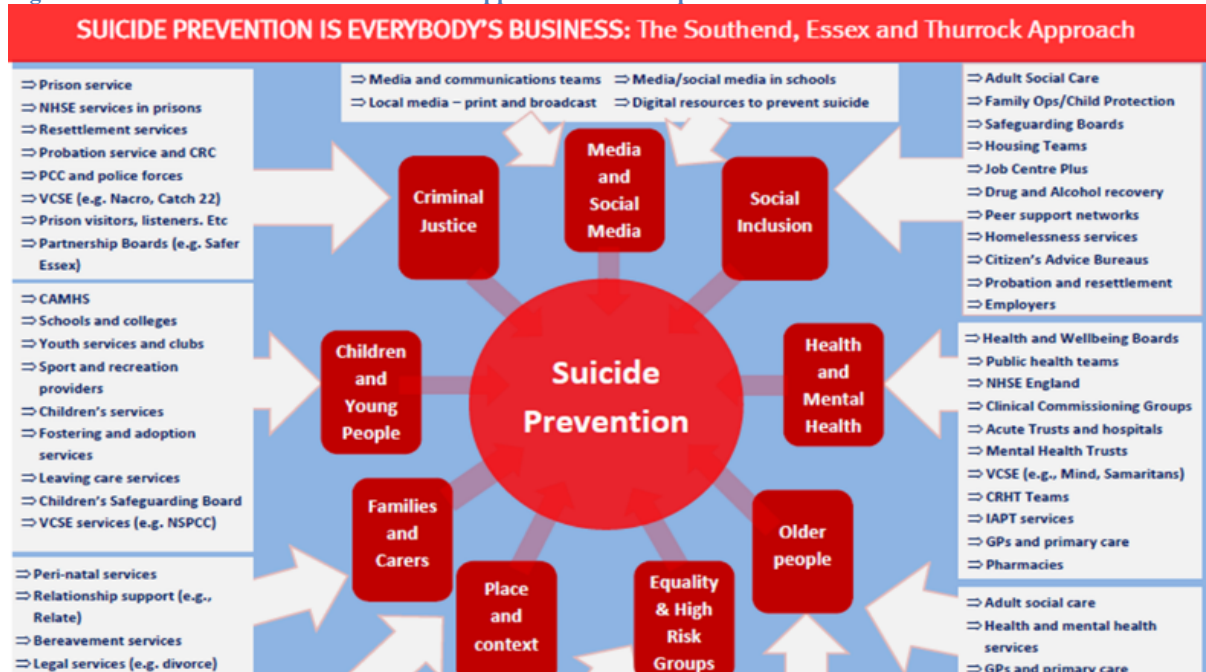 SUICIDE PREVENTION IS EVERYBODY'S BUSINESS: The Southend, Essex and Thurrock Approach
⇒ Prison service
⇒ NHSE services in prisons
⇒ Resettlement services
⇒ Probation service and CRC
⇒ PCC and police forces
⇒ VCSE (e.g. Nacro, Catch 22)
⇒ Prison visitors, listeners. Etc
⇒ Partnership Boards (e.g. Safer
Essex)
⇒ Media and communications teams ⇒ Media/social media in schools
⇒ Local media – print and broadcast ⇒ Digital resources to prevent suicide
⇒ Adult Social Care
⇒ Family Ops/Child Protection
⇒ Safeguarding Boards
⇒ Housing Teams
⇒ Job Centre Plus
⇒ Drug and Alcohol recovery
⇒ Peer support networks
⇒ Homelessness services
⇒ Citizen's Advice Bureaus
⇒ Probation and resettlement
⇒ Employers
Criminal
Justice
Media
and
Social
Media
Social
Inclusion
⇒ CAMHS
⇒ Schools and colleges
⇒ Youth services and clubs
⇒ Sport and recreation
providers
⇒ Children's services
⇒ Fostering and adoption
services
⇒ Leaving care services
⇒ Children's Safeguarding Board
⇒ VCSE services (e.g. NSPCC)
Children
and
Young
People
Suicide
Prevention
Health
and
Mental
Health
⇒ Health and Wellbeing Boards
⇒ Public health teams
⇒ NHSE England
⇒ Clinical Commissioning Groups
⇒ Acute Trusts and hospitals
⇒ Mental Health Trusts
⇒ VCSE (e.g., Mind, Samaritans)
⇒ CRHT Teams
⇒ IAPT services
⇒ GPs and primary care
⇒ Pharmacies
Families
and
Carers
Place
and
context
Equality
& High
Risk
Groups
Older
people
⇒ Peri-natal services
⇒ Relationship support (e.g.,
Relate)
⇒ Bereavement services
⇒ Legal services (e.g. divorce)
⇒ Adult social care
⇒ Health and mental health
services
⇒ GPs and primary care